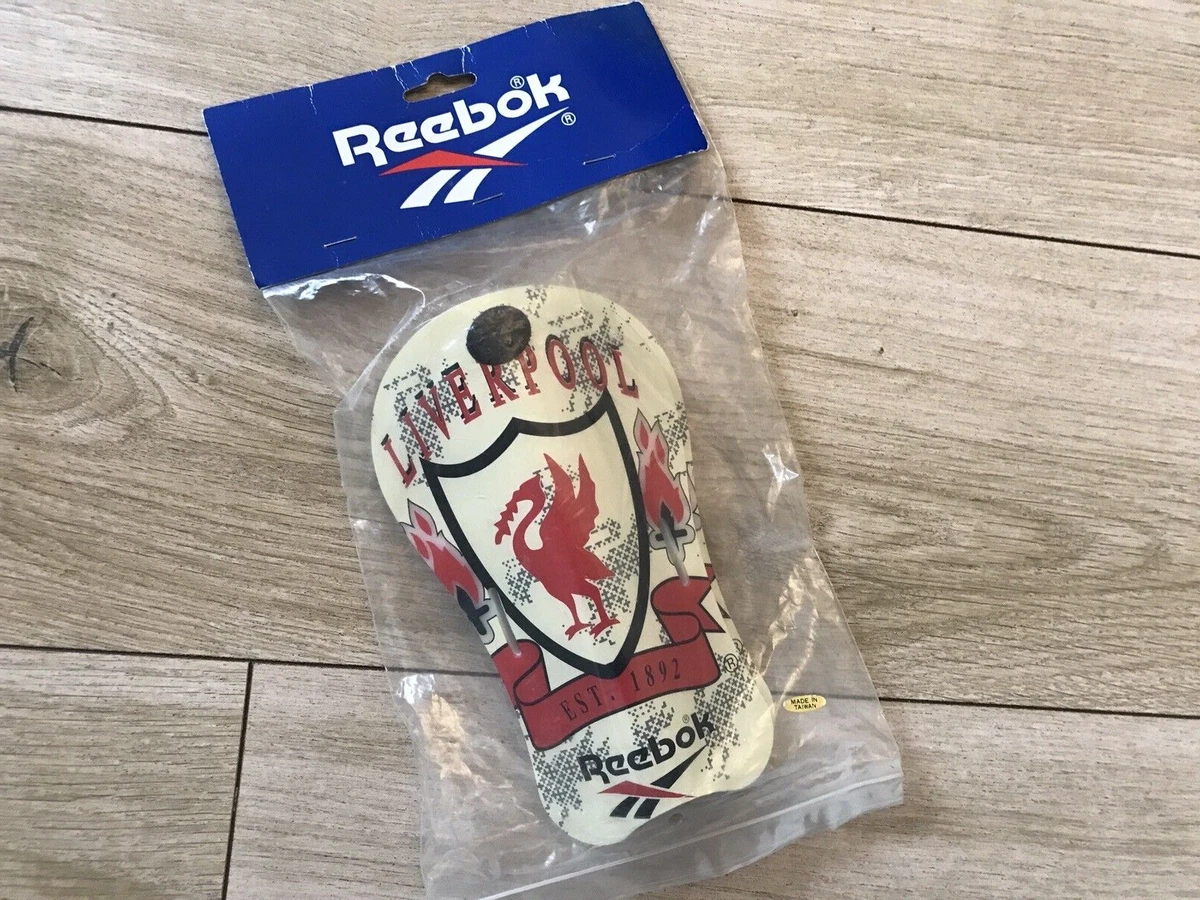 Reebok®
®
LIVERPOOL
EST. 1892
®
Reebok®
MADE IN
TAIWAN